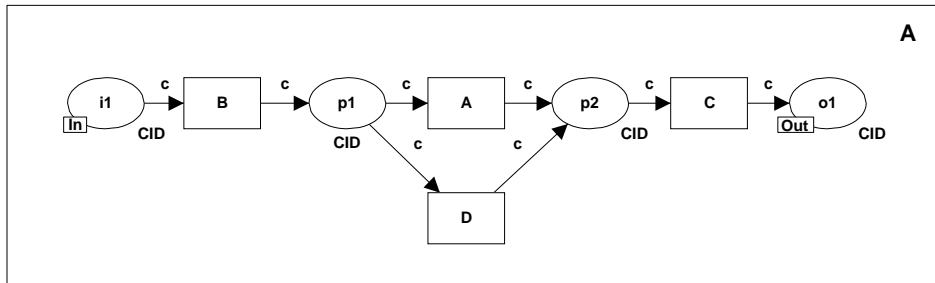 A
c c c c c c
i1 B p1 A p2 C o1
In Out
CID CID CID CID
c c
D